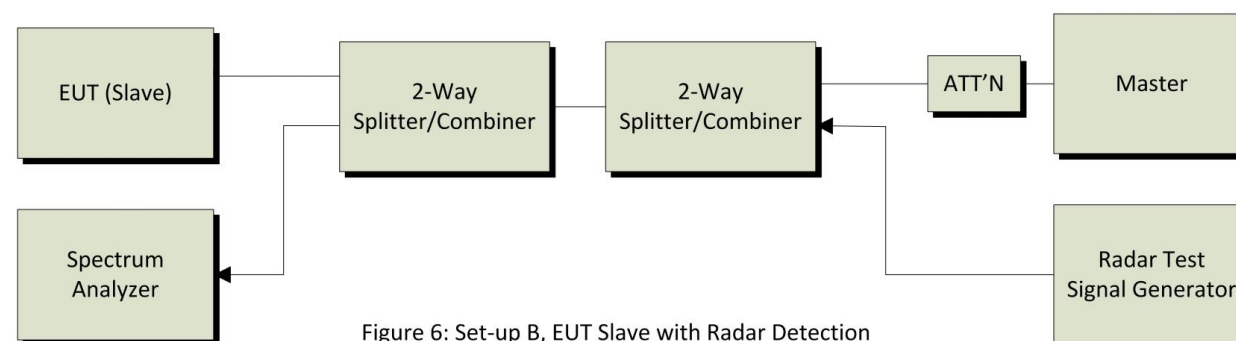 EUT (Slave)
2-Way
Splitter/Combiner
2-Way
Splitter/Combiner
ATT’N
Master
Spectrum
Analyzer
Radar Test
Signal Generator
Figure 6: Set-up B, EUT Slave with Radar Detection